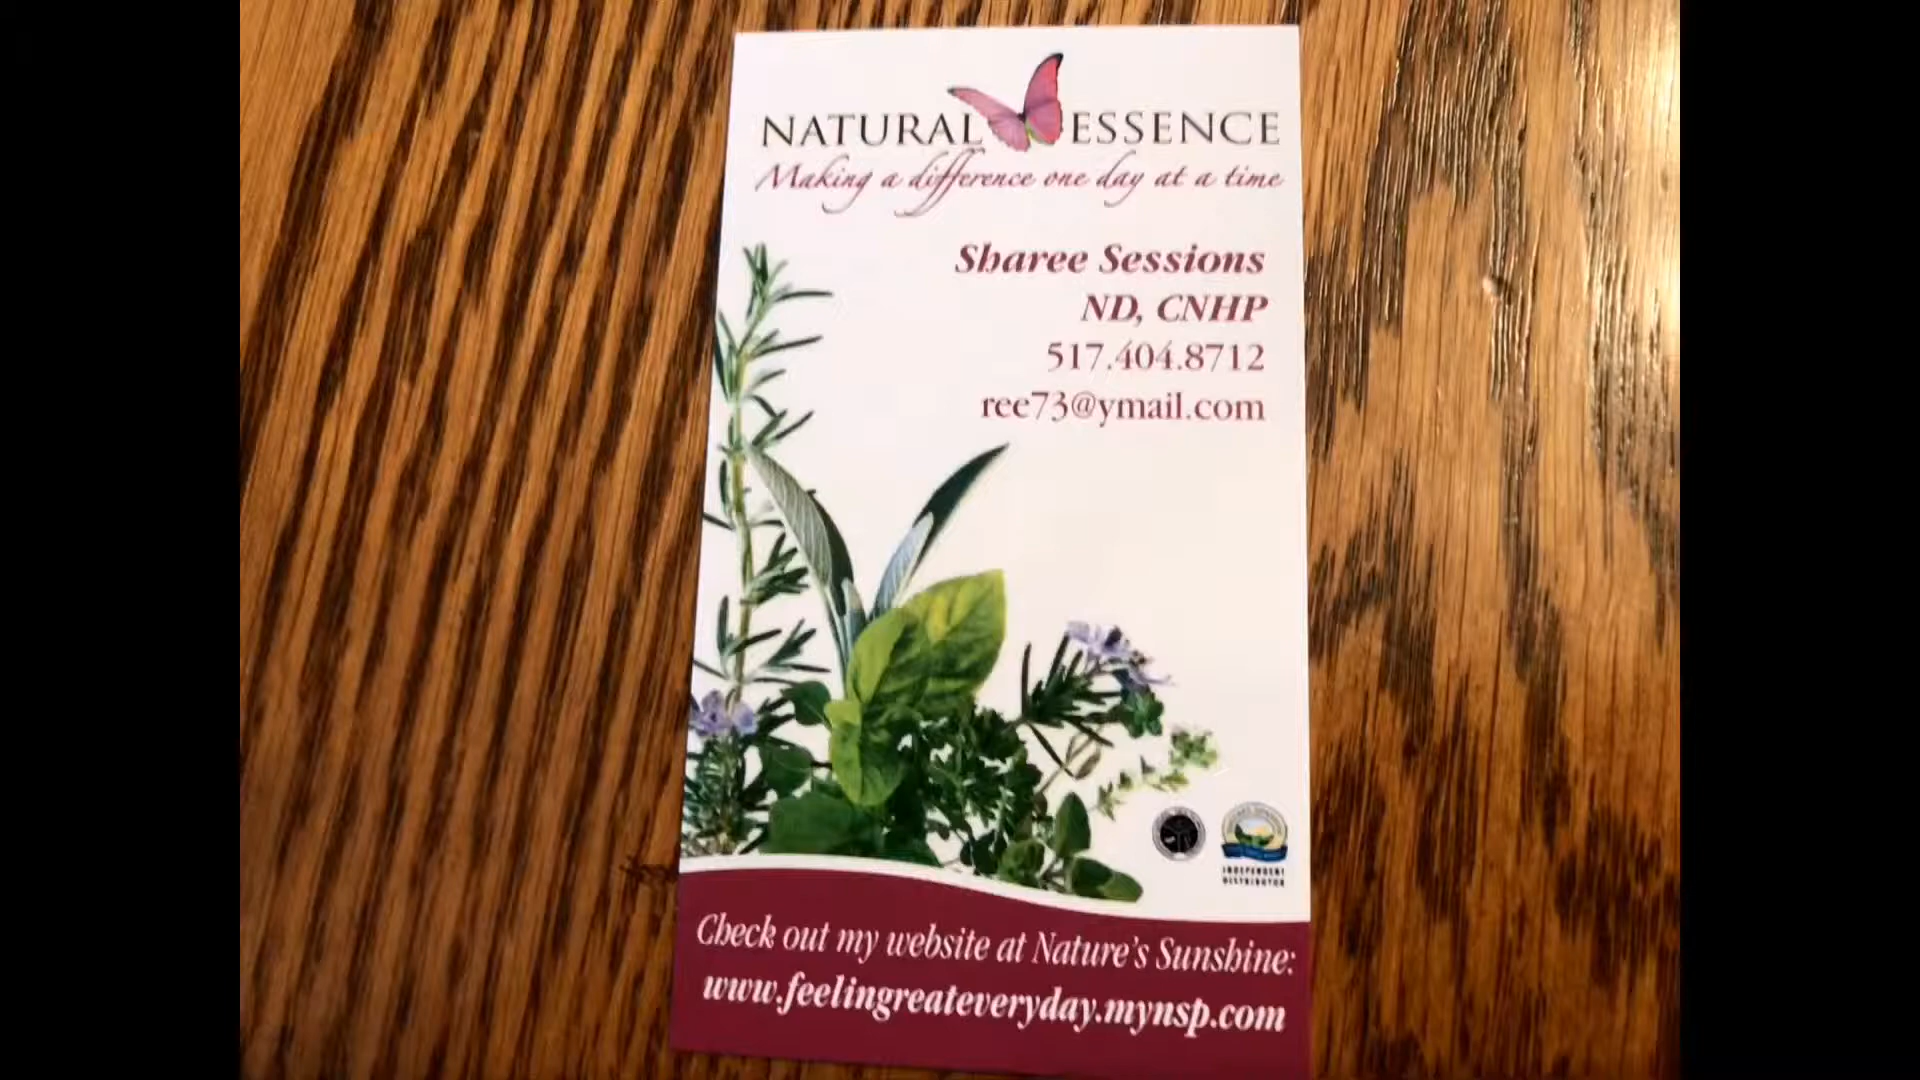 NATURAL ESSENCE
Making a difference one day at a time
Sharee Sessions
ND, CNHP
517.404.8712
ree73@ymail.com
INDEPENDENT
DISTRIBUTOR
Check out my website at Nature's Sunshine:
www.feelingreateveryday.mynsp.com